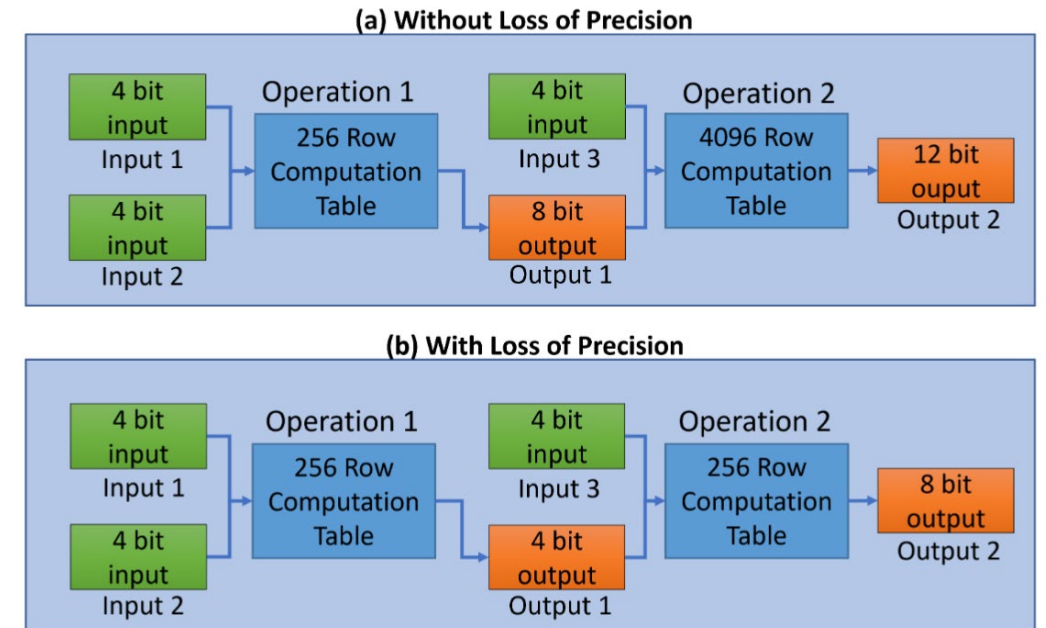 (a) Without Loss of Precision
4 bit
input
Input 1
4 bit
input
Input 2
Operation 1
256 Row
Computation
Table
4 bit
input
Input 3
8 bit
output
Output 1
Operation 2
4096 Row
Computation
Table
12 bit
ouput
Output 2
(b) With Loss of Precision
4 bit
input
Input 1
4 bit
input
Input 2
Operation 1
256 Row
Computation
Table
4 bit
input
Input 3
4 bit
output
Output 1
Operation 2
256 Row
Computation
Table
8 bit
output
Output 2